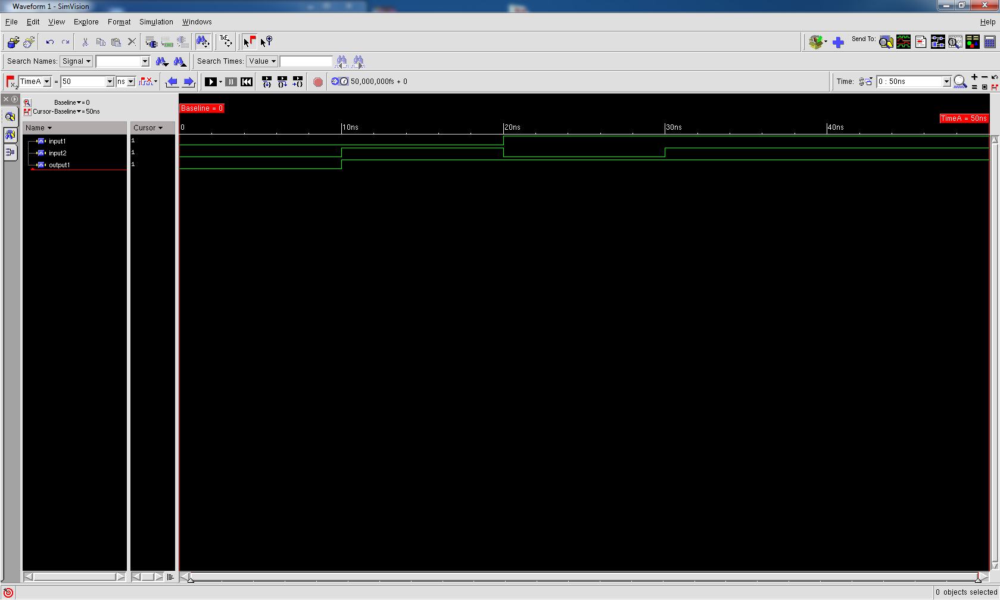 Waveform 1 - SimVision
File Edit View Explore Format Simulation Windows Help
TxE
Send To:
Search Names: Signal Search Times: Value
TimeA = 50 ns 50,000,000fs + 0 Time: 0 : 50ns
Baseline = 0
Cursor-Baseline = 50ns
Baseline = 0
TimeA = 50ns
Name Cursor 0 10ns 20ns 30ns 40ns
input1 1
input2 1
output1 1
0 objects selected